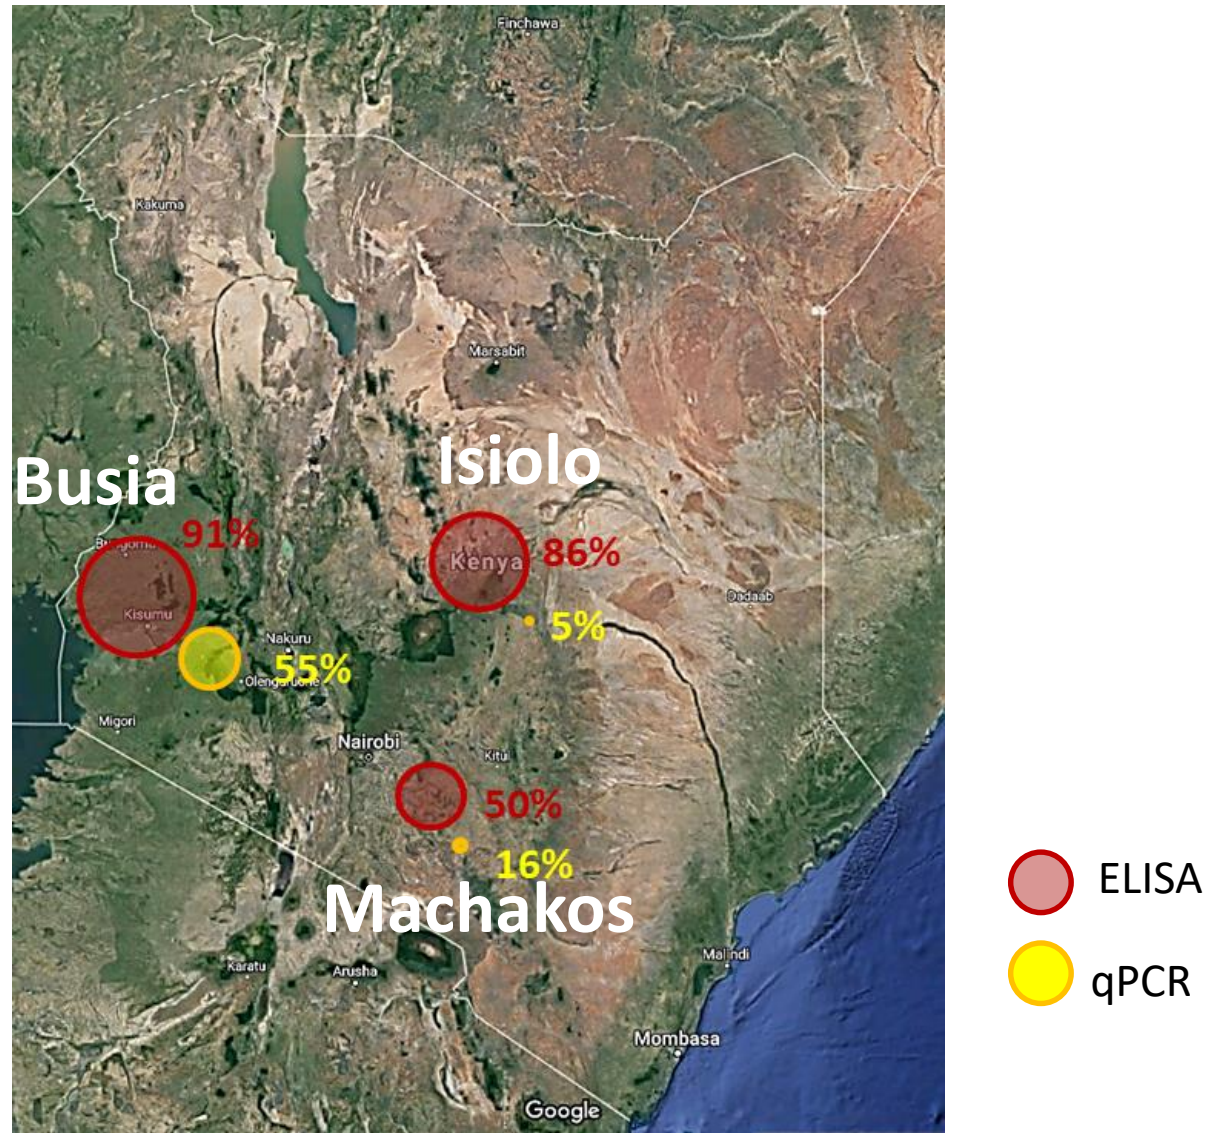 Finchawa
Kakuma
Marsabit
Isiolo
Busia
91%
Bungoma
Kenya
86%
Dadaab
Kisumu
5%
Nakuru
55%
Olenguruone
Migori
Nairobi
Kitui
50%
16%
Machakos
ELISA
Malindi
Karatu
Arusha
qPCR
Mombasa
Google